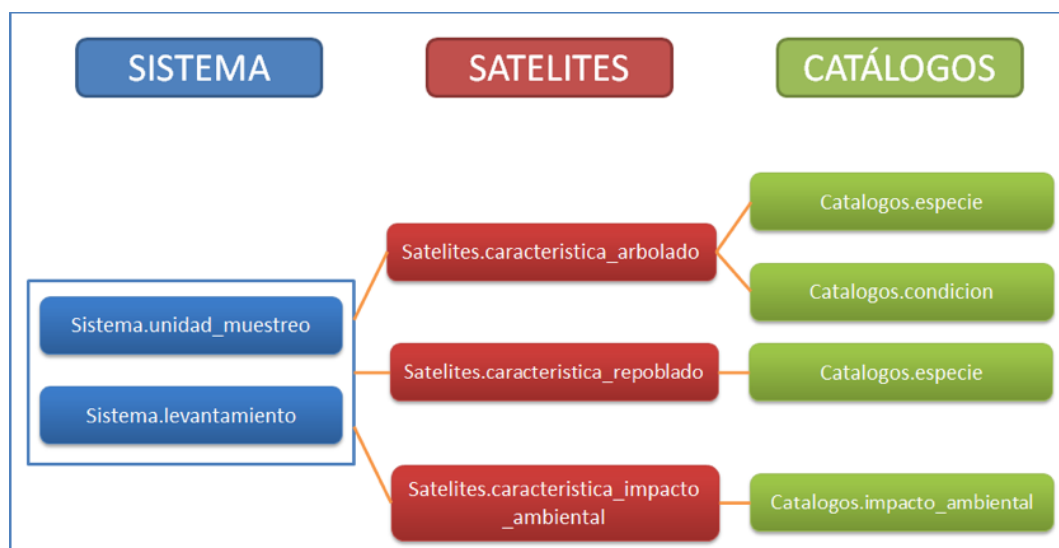 SISTEMA
SATELITES
CATÁLOGOS
Sistema.unidad_muestreo
Sistema.levantamiento
Satelites.caracteristica_arbolado
Satelites.caracteristica_repoblado
Satelites.caracteristica_impacto
_ambiental
Catalogos.especie
Catalogos.condicion
Catalogos.especie
Catalogos.impacto_ambiental